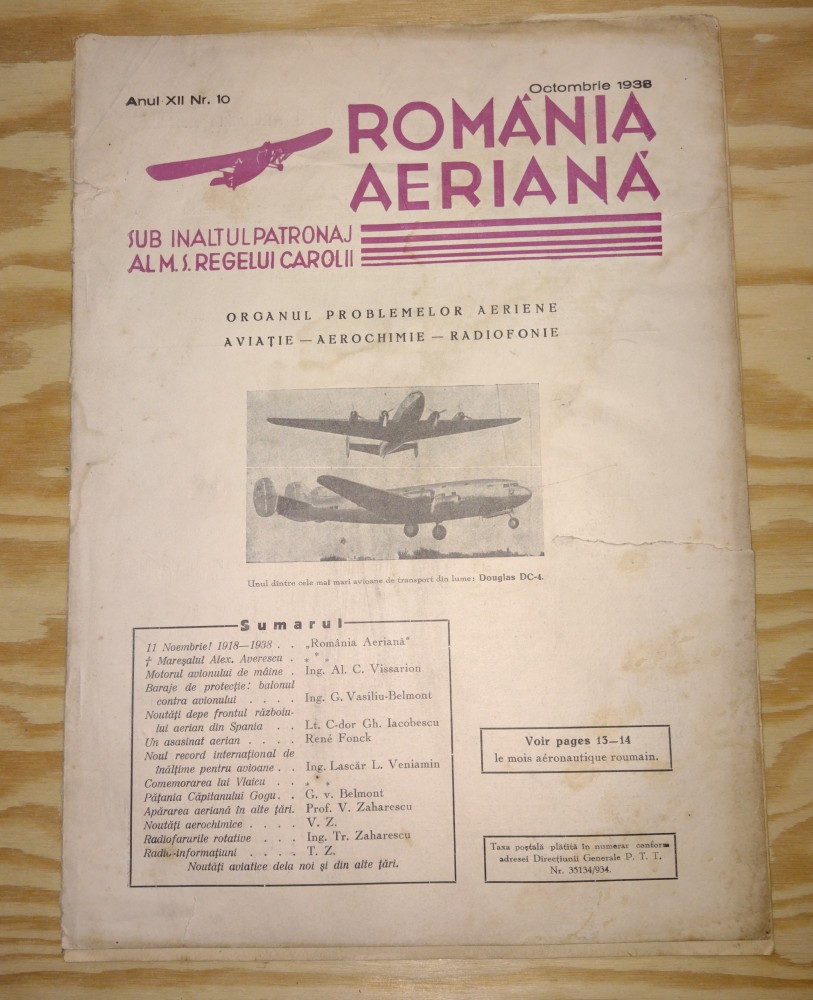 Anul XII Nr. 10
Octombrie 1938
ROMÂNIA
AERIANĂ
SUB INALTUL PATRONAJ
AL M. S. REGELUI CAROL II
ORGANUL PROBLEMELOR AERIENE
AVIAȚIE — AEROCHIMIE — RADIOFONIE
Unul dintre cele mai mari avioane de transport din lume: Douglas DC-4.
Sumarul
11 Noembrie! 1918—1938 . . „România Aeriană"
† Mareșalul Alex. Averescu . * * *
Motorul avionului de mâine . Ing. Al. C. Vissarion
Baraje de protecție: balonul
contra avionului . . . . Ing. G. Vasiliu-Belmont
Noutăți depe frontul războiu-
lui aerian din Spania . . Lt. C-dor Gh. Iacobescu
Un asasinat aerian . . . . René Fonck
Noul record internațional de
înălțime pentru avioane . . Ing. Lascăr L. Veniamin
Comemorarea lui Vlaicu . . * * *
Pățania Căpitanului Gogu . . G. v. Belmont
Apărarea aeriană în alte țări. Prof. V. Zaharescu
Noutăți aerochimice . . . . V. Z.
Radiofarurile rotative . . . Ing. Tr. Zaharescu
Radio-informațiuni . . . . T. Z.
Noutăți aviatice dela noi și din alte țări.
Voir pages 13—14
le mois aéronautique roumain.
Taxa poștală plătită în numerar conform
adresei Direcțiunii Generale P. T. T.
Nr. 35134/934.